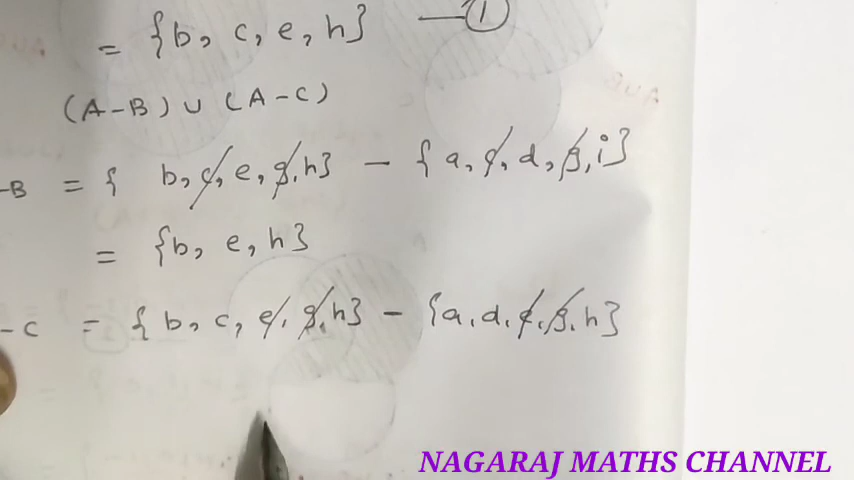 = {b, c, e, h} —①
(A-B) ∪ (A-C)
-B = { b, c, e, g, h} - {a, c, d, g, i}
= {b, e, h}
-C = { b, c, e, g, h} - {a, d, e, g, h}
NAGARAJ MATHS CHANNEL